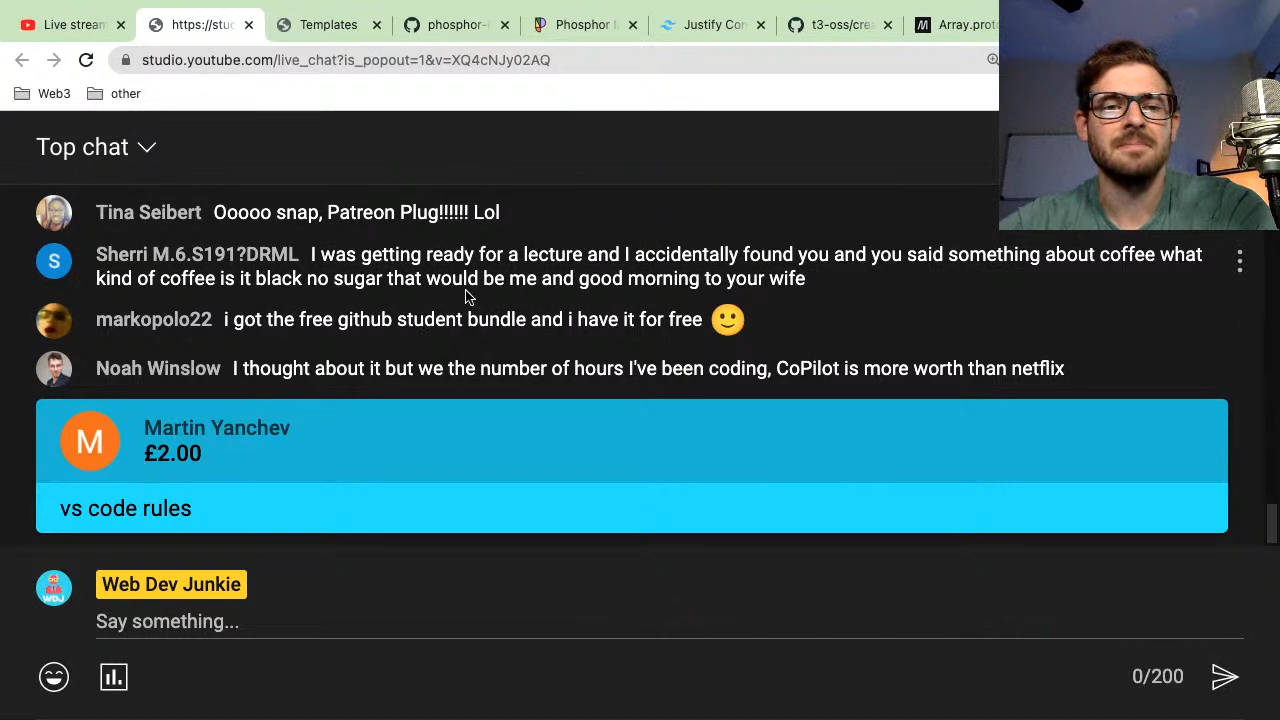 Live stream
https://stu
Templates
phosphor-
Phosphor I
Justify Con
t3-oss/crea
Array.proto
studio.youtube.com/live_chat?is_popout=1&v=XQ4cNJy02AQ
Web3
other
Top chat
Tina Seibert Ooooo snap, Patreon Plug!!!!!! Lol
S
Sherri M.6.S191?DRML I was getting ready for a lecture and I accidentally found you and you said something about coffee what
kind of coffee is it black no sugar that would be me and good morning to your wife
markopolo22 i got the free github student bundle and i have it for free
Noah Winslow I thought about it but we the number of hours I've been coding, CoPilot is more worth than netflix
M
Martin Yanchev
£2.00
vs code rules
WDJ
Web Dev Junkie
Say something...
0/200